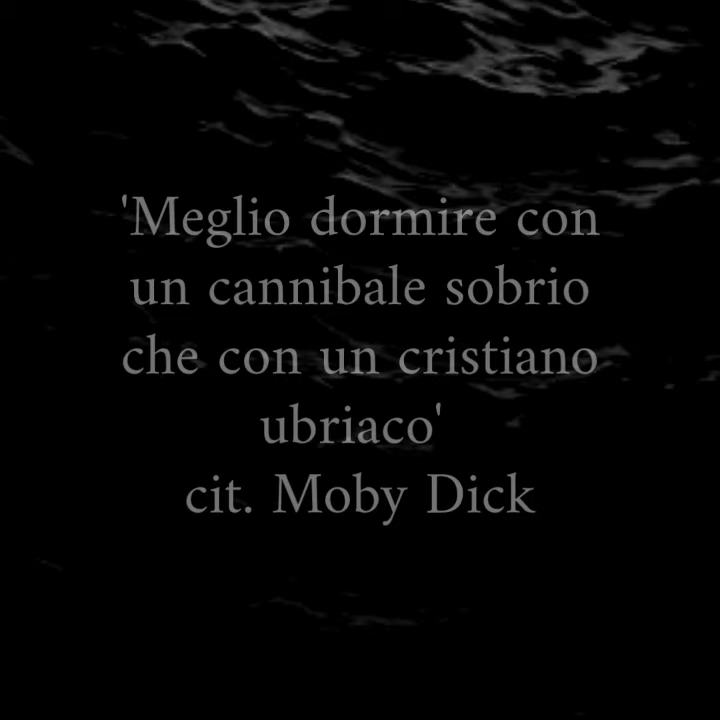 'Meglio dormire con
un cannibale sobrio
che con un cristiano
ubriaco'
cit. Moby Dick